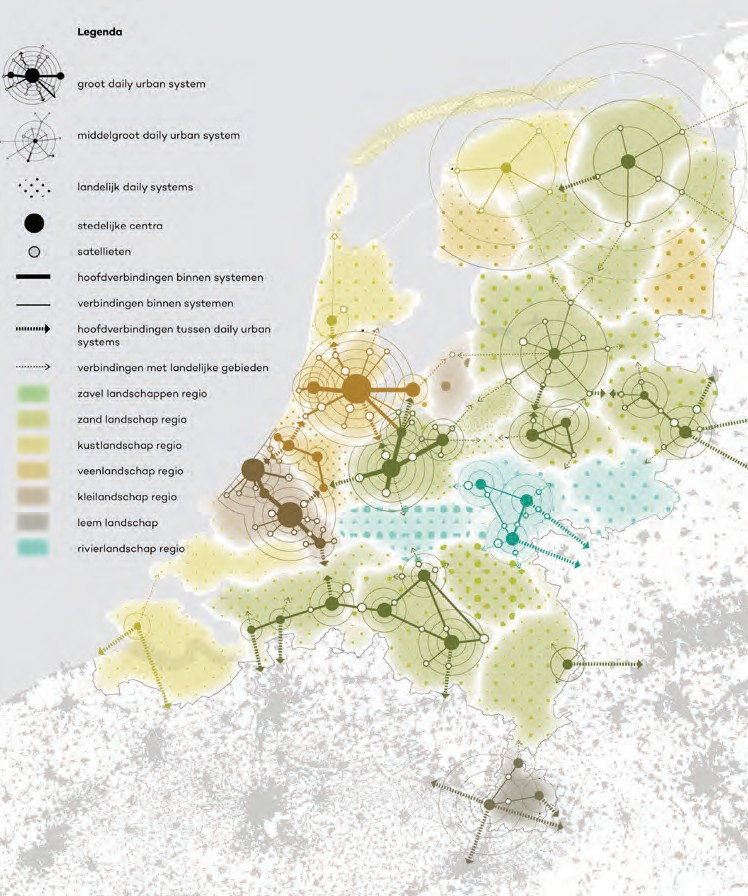 Legenda
groot daily urban system
middelgroot daily urban system
landelijk daily systems
stedelijke centra
satellieten
hoofdverbindingen binnen systemen
verbindingen binnen systemen
hoofdverbindingen tussen daily urban
systems
verbindingen met landelijke gebieden
zavel landschappen regio
zand landschap regio
kustlandschap regio
veenlandschap regio
kleilandschap regio
leem landschap
rivierlandschap regio